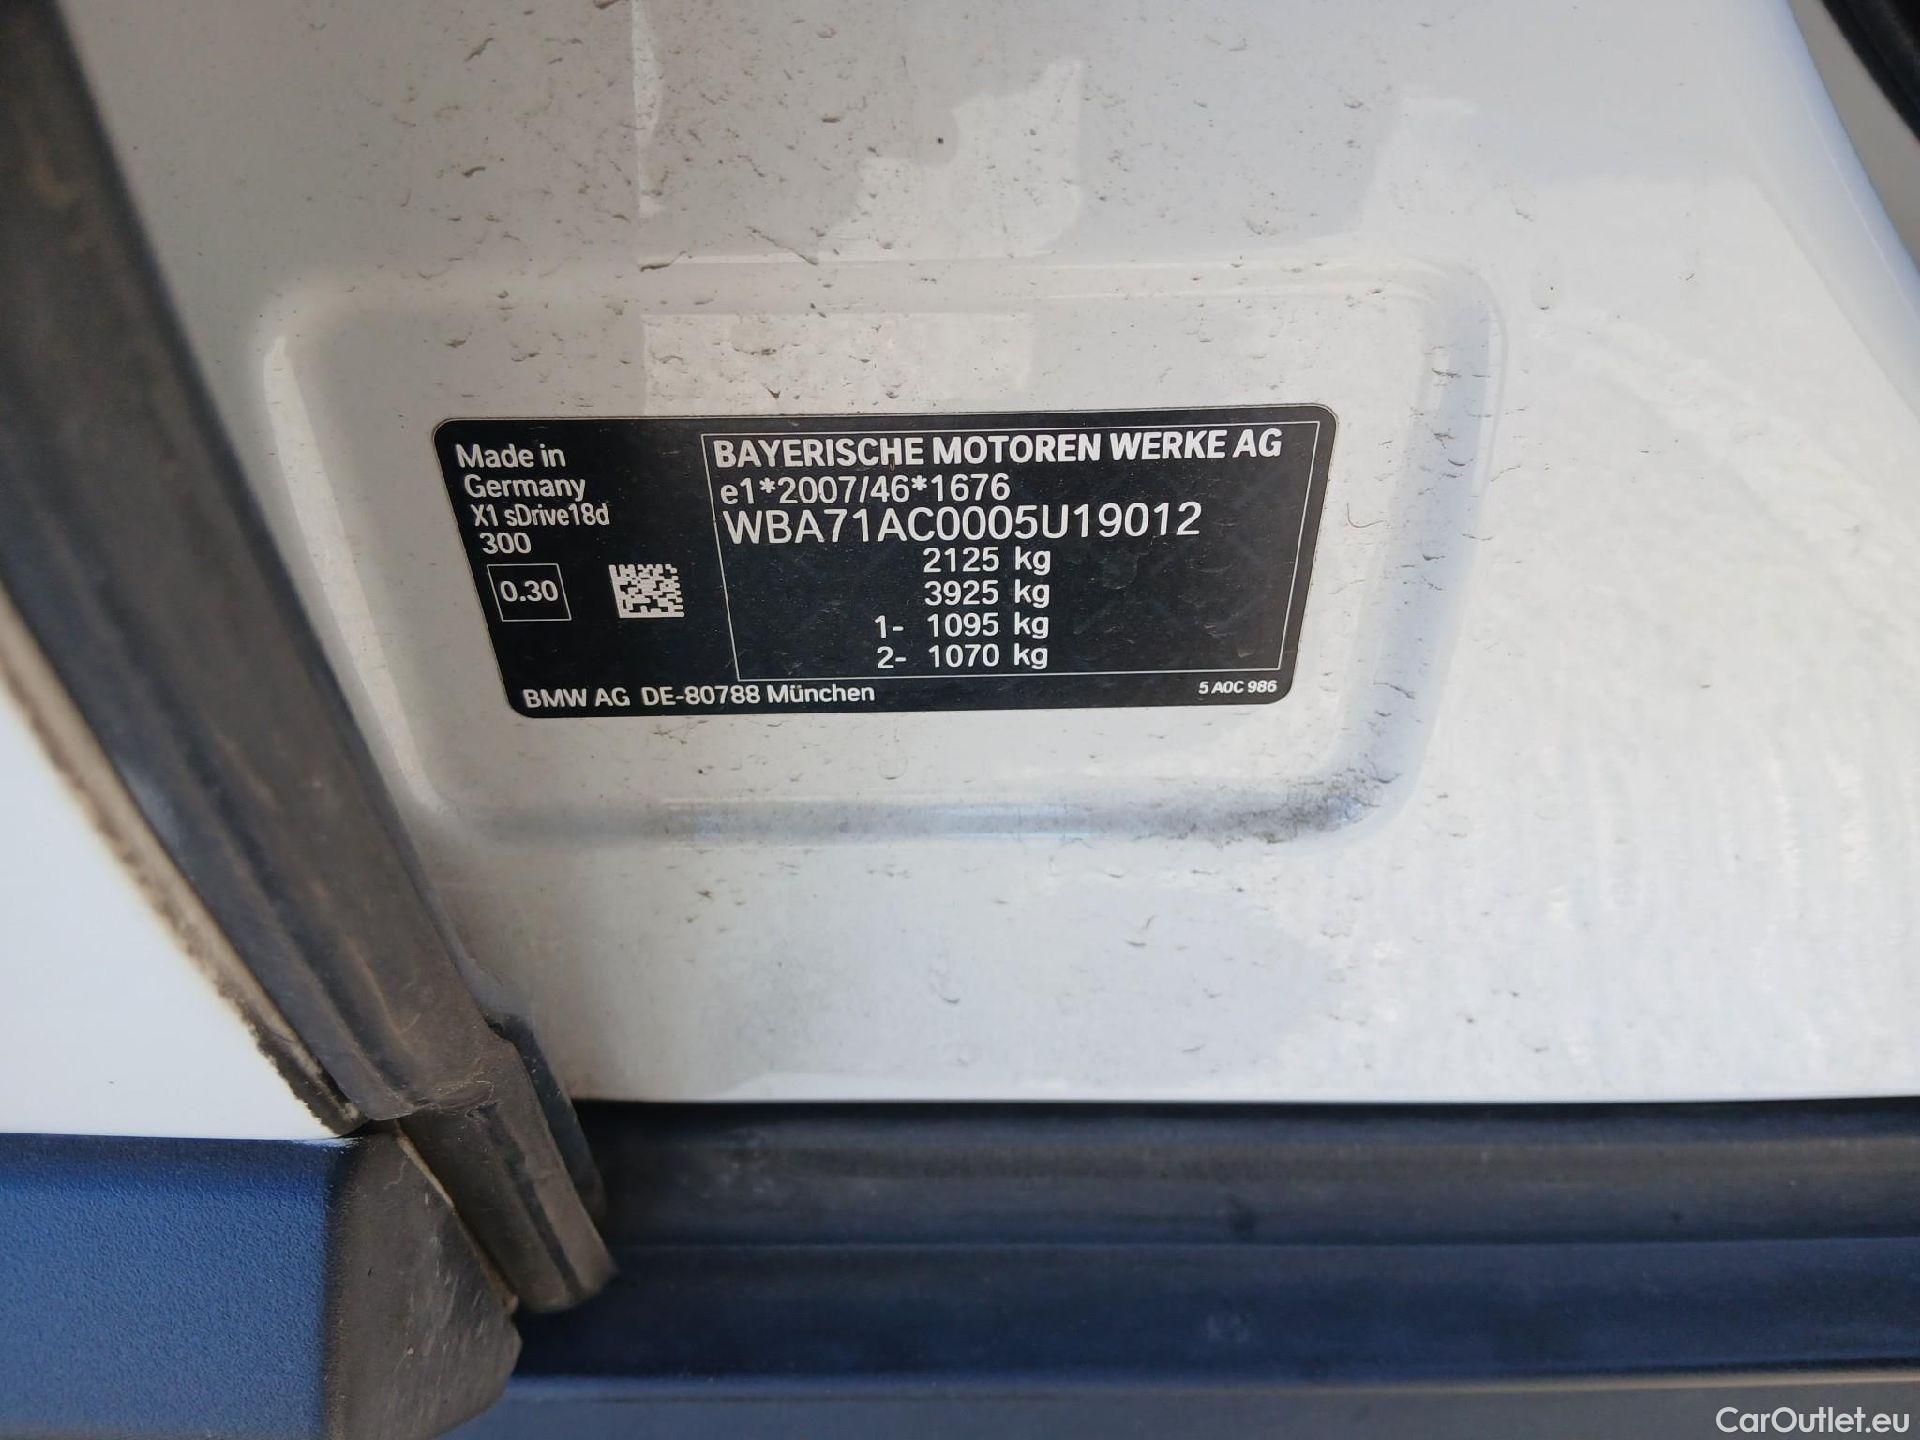 Made in
Germany
X1 sDrive18d
300
0.30
BAYERISCHE MOTOREN WERKE AG
e1*2007/46*1676
WBA71AC0005U19012
2125 kg
3925 kg
1- 1095 kg
2- 1070 kg
BMW AG DE-80788 München
5 A0C 986
CarOutlet.eu